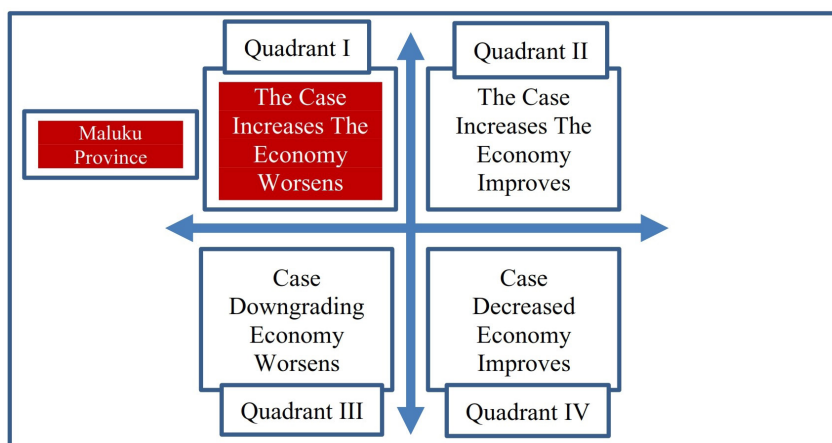 Quadrant I
Quadrant II
Maluku
Province
The Case
Increases The
Economy
Worsens
The Case
Increases The
Economy
Improves
Case
Downgrading
Economy
Worsens
Case
Decreased
Economy
Improves
Quadrant III
Quadrant IV